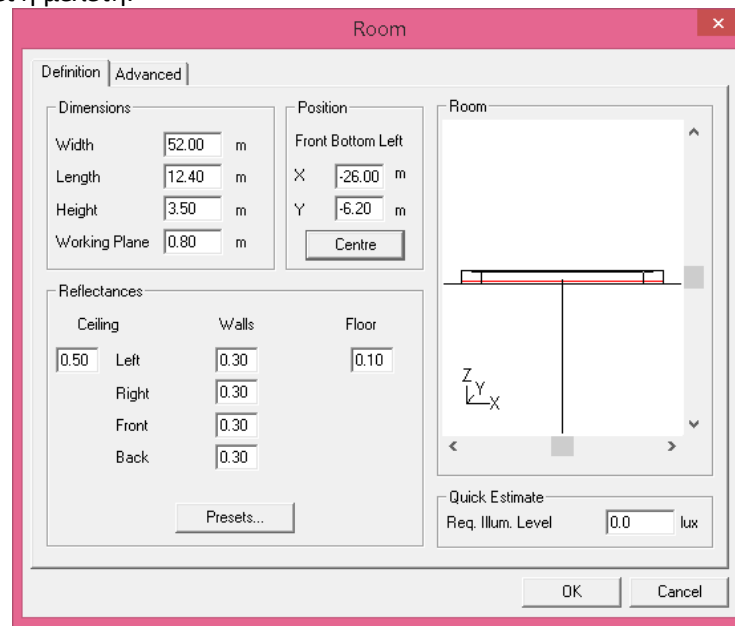 μελέτη.
Room
Definition Advanced
Dimensions
Width 52.00 m
Length 12.40 m
Height 3.50 m
Working Plane 0.80 m
Position
Front Bottom Left
X -26.00 m
Y -6.20 m
Centre
Reflectances
Ceiling Walls Floor
0.50 Left 0.30 0.10
Right 0.30
Front 0.30
Back 0.30
Presets...
Room
Z
Y
X
Quick Estimate
Req. Illum. Level 0.0 lux
OK Cancel